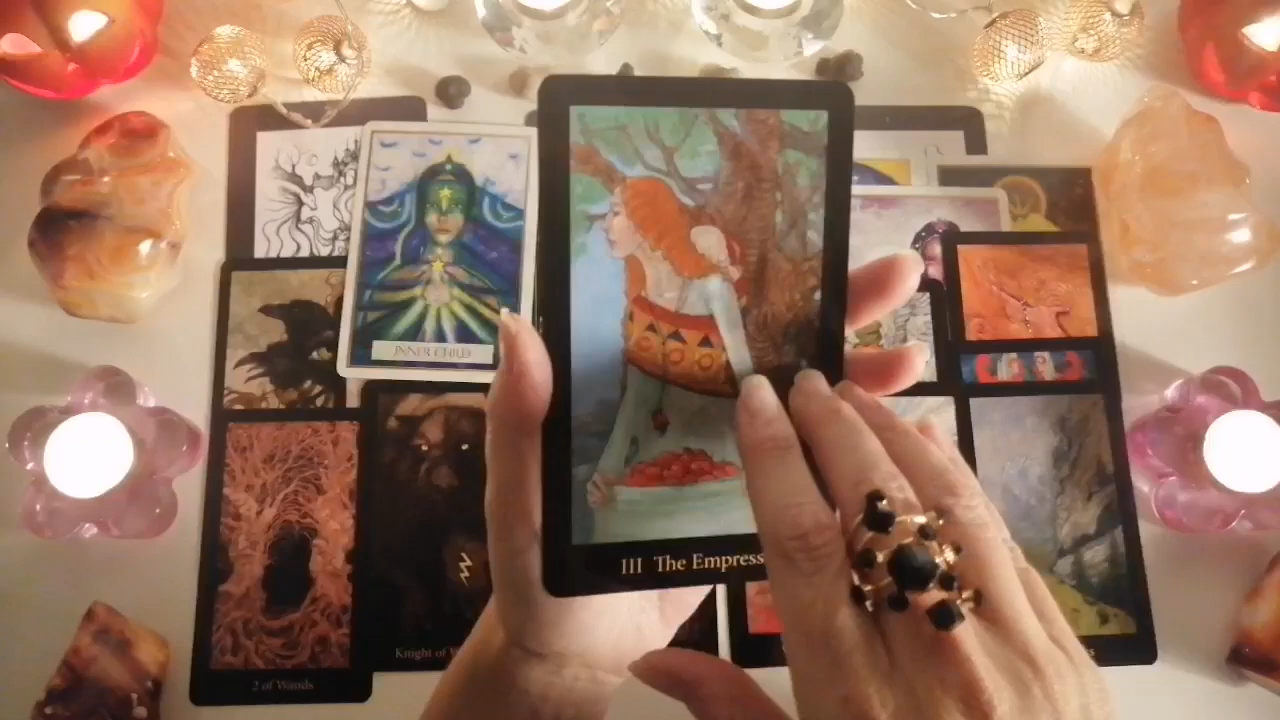 INNER CHILD
III The Empress
Knight of
2 of Wands